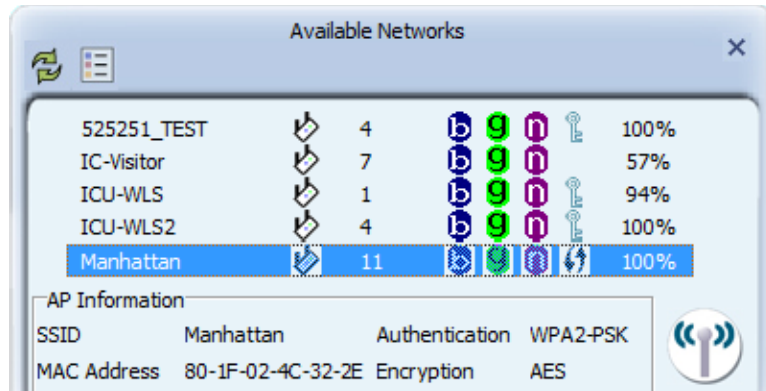 Available Networks
525251_TEST 4 b g n 100%
IC-Visitor 7 b g n 57%
ICU-WLS 1 b g n 94%
ICU-WLS2 4 b g n 100%
Manhattan 11 b g n 100%
AP Information
SSID Manhattan Authentication WPA2-PSK
MAC Address 80-1F-02-4C-32-2E Encryption AES